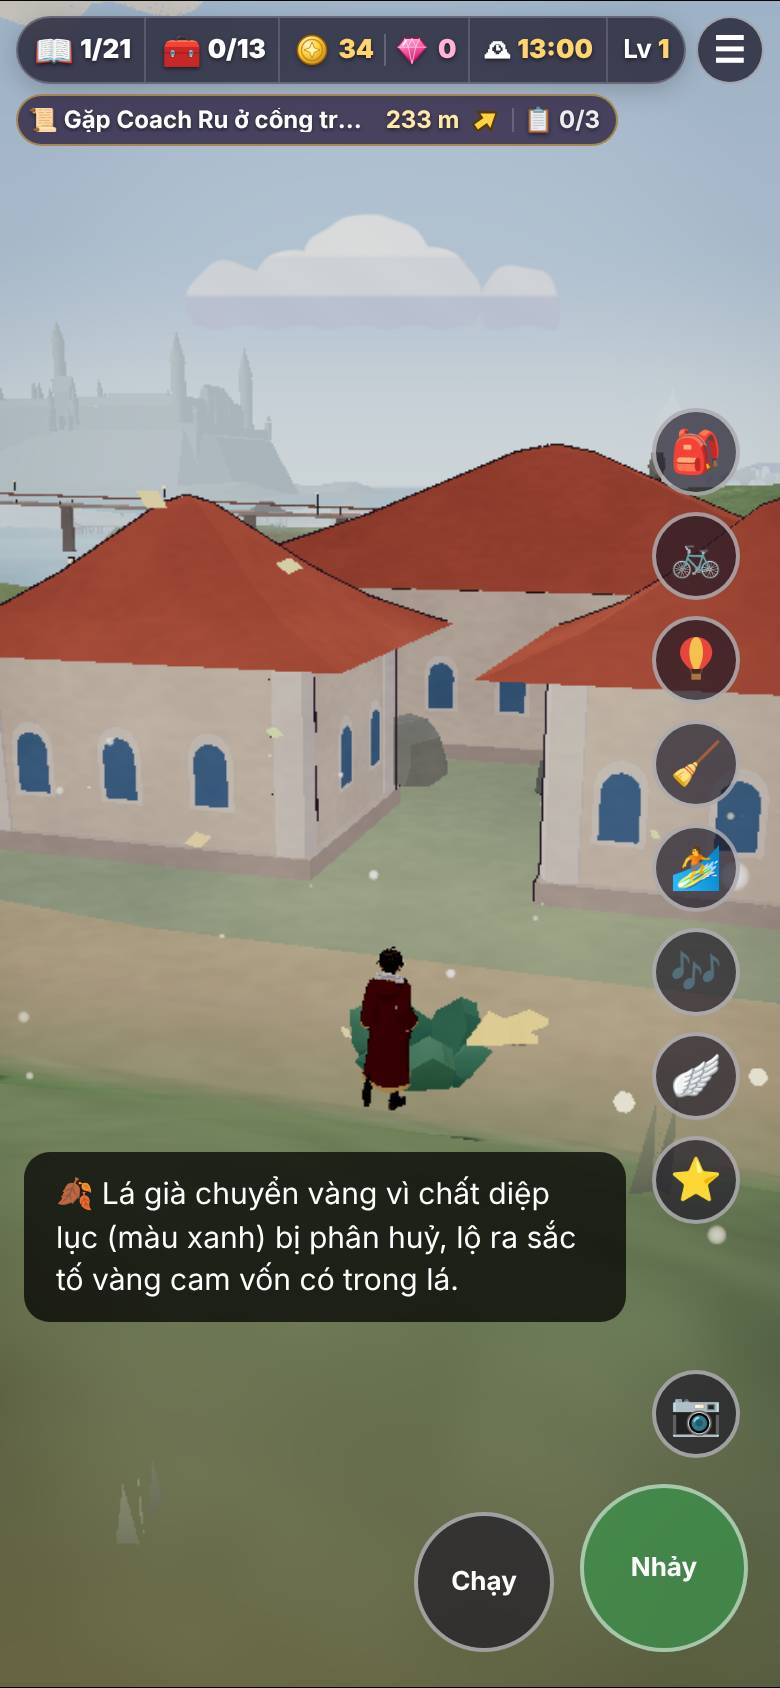 1/21 0/13 34 0 13:00 Lv 1
Gặp Coach Ru ở cổng tr... 233 m 0/3
Lá già chuyển vàng vì chất diệp
lục (màu xanh) bị phân huỷ, lộ ra sắc
tố vàng cam vốn có trong lá.
Chạy
Nhảy